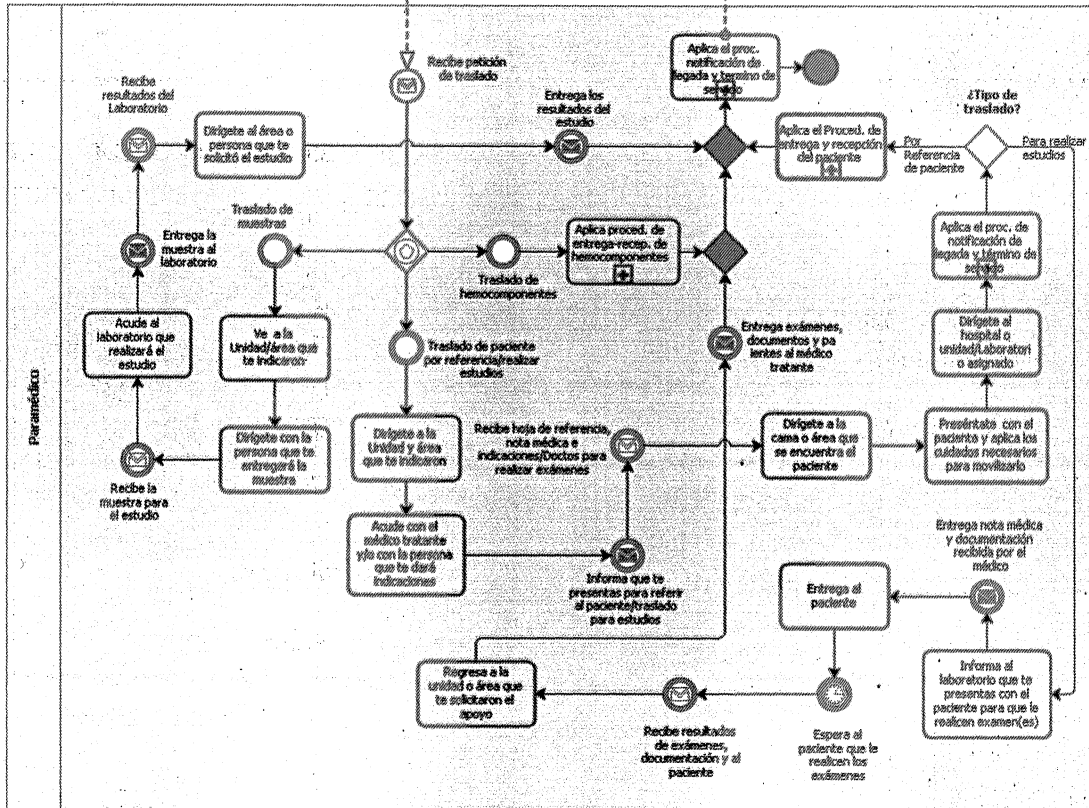 Paramédico
Recibe petición
de traslado
Aplica el proc.
notificación de
legada y termino de
serviado
Recibe
resultados del
Laboratorio
Dirígete al área o
persona que te
solicitó el estudio
Entrega los
resultados del
estudio
Aplica el Proced. de
entrega y recepción
del paciente
Por
Referencia
de paciente
¿Tipo de
traslado?
Para realizar
estudios
Entrega la
muestra al
laboratorio
Traslado de
muestras
Traslado de
hemocomponentes
Aplica proced. de
entrega-recep. de
hemocomponentes
Aplica el proc. de
notificación de
legada y término de
Acude al
laboratorio que
realizará el
estudio
Ve a la
Unidad/área que
te indicaron
Traslado de paciente
por referencia/realizar
estudios
Entrega exámenes,
documentos y pa
ientes al médico
tratante
Dirígete al
hospital o
unidad/Laboratori
o asignado
Recibe la
muestra para
el estudio
Dirígete con la
persona que te
entregará la
muestra
Dirígete a la
Unidad y área
que te indicaron
Recibe hoja de referencia,
nota médica e
indicaciones/Doctos para
realizar exámenes
Dirígete a la
cama o área que
se encuentra el
paciente
Preséntate con el
paciente y aplica los
cuidados necesarios
para movilizarlo
Acude con el
médico tratante
y/o con la persona
que te dará
indicaciones
Informa que te
presentas para referir
al paciente/traslado
para estudios
Entrega nota médica
y documentación
recibida por el
médico
Entrega al
paciente
Informa al
laboratorio que te
presentas con el
paciente para que le
realicen examen(es)
Regresa a la
unidad o área que
te solicitaron el
apoyo
Recibe resultados
de exámenes,
documentación y al
paciente
Espera al
paciente que le
realicen los
exámenes